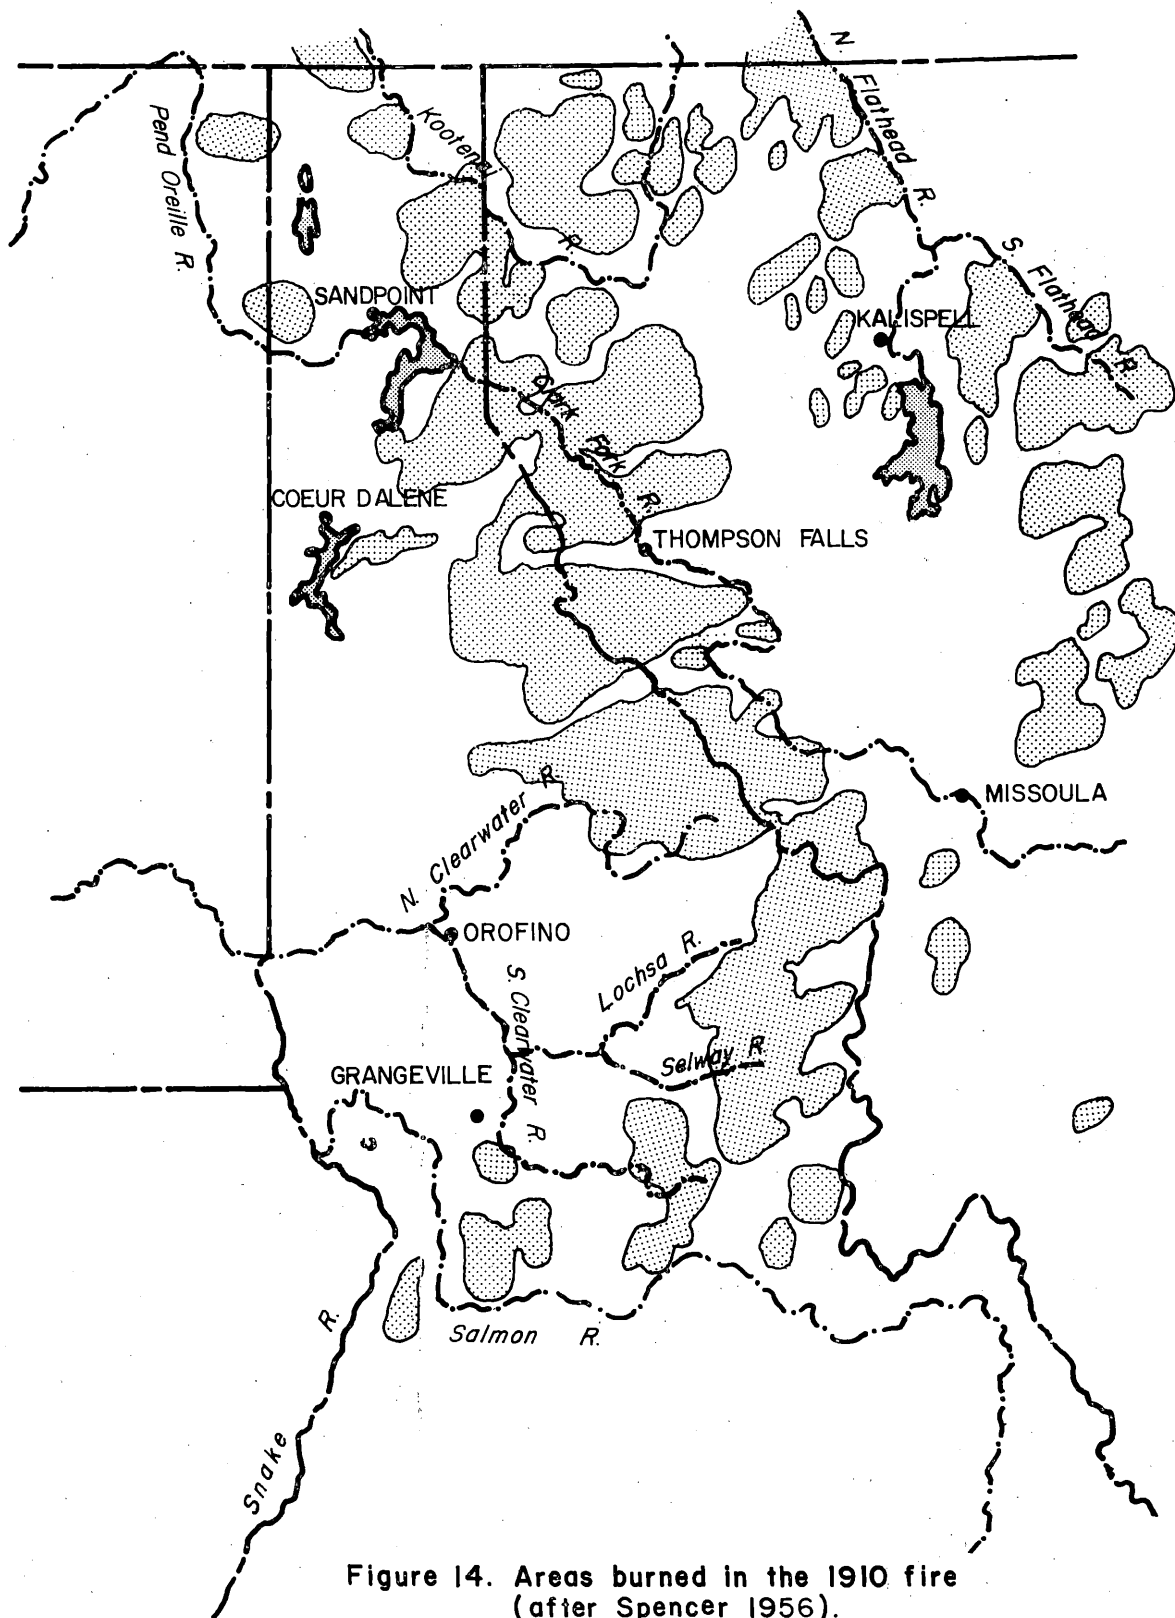 N. Flathead R.
Pend Oreille R.
Kootenai R.
S. Flathead R.
SANDPOINT
KALISPELL
Clark Fork R.
COEUR D ALENE
THOMPSON FALLS
MISSOULA
N. Clearwater R.
OROFINO
Lochsa R.
S. Clearwater R.
Selway R
GRANGEVILLE
Salmon R.
Snake R.
Figure 14. Areas burned in the 1910 fire
(after Spencer 1956).